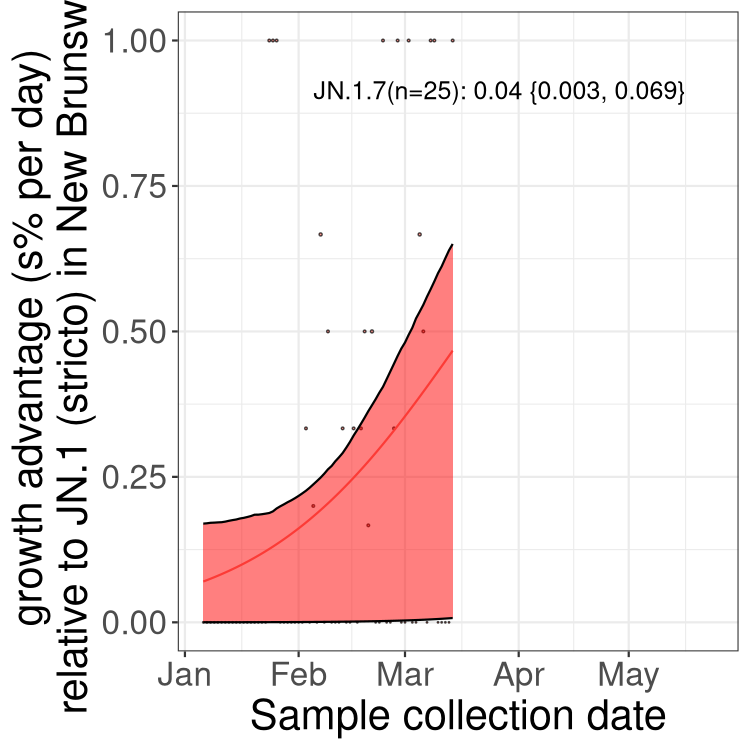 growth advantage (s% per day)
relative to JN.1 (stricto) in New Brunsw
1.00
0.75
0.50
0.25
0.00
JN.1.7(n=25): 0.04 {0.003, 0.069}
Jan Feb Mar Apr May
Sample collection date